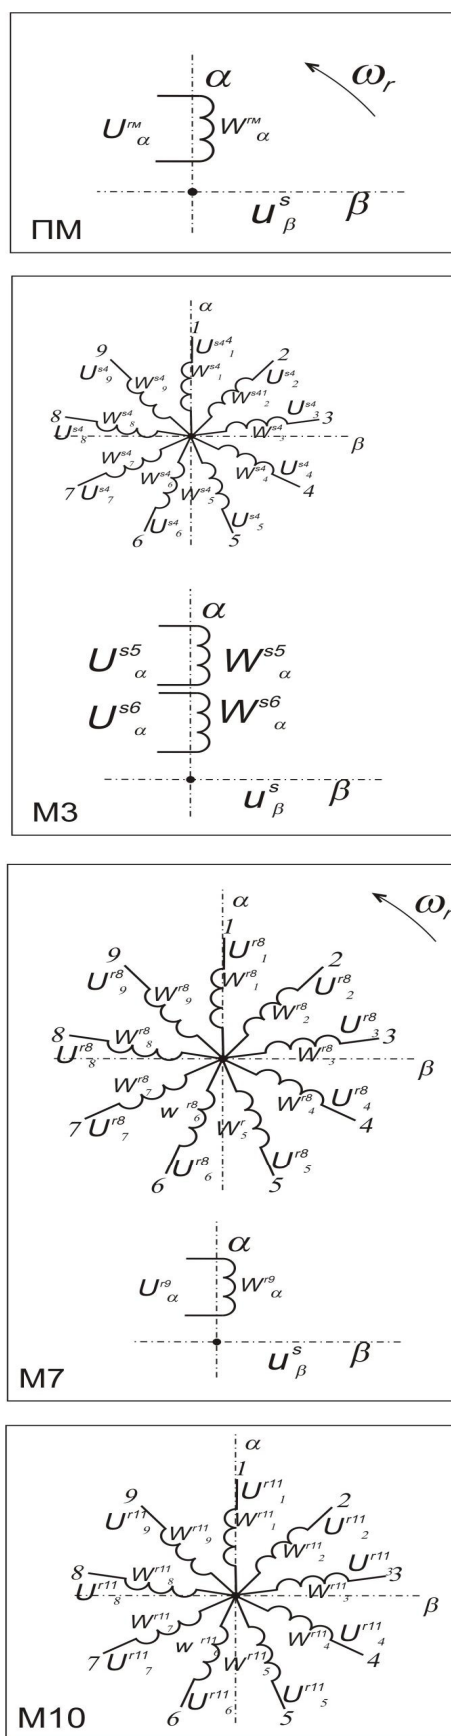 α
ω_r
U^гм_α W^гм_α
u^s_β β
ПМ
α
1
9 U^s4_1 2
U^s4_9 W^s4_9 W^s4_1 U^s4_2
8 W^s4_8 W^s41_2 U^s4_3 3
U^s4_8 W^s4_3 β
W^s4_7 W^s4_6 W^s4_5 W^s4_4 U^s4_4
7 U^s4_7 4
U^s4_6 U^s4_5
6 5
α
U^s5_α W^s5_α
U^s6_α W^s6_α
u^s_β β
М3
α ω_r
1
9 U^r8_1 2
U^r8_9 W^r8_9 W^r8_1 U^r8_2
8 W^r8_8 W^r8_2 U^r8_3 3
U^r8_8 W^r8_3 β
W^r8_7 w^r8_6 W^r_5 W^r8_4 U^r8_4
7 U^r8_7 4
U^r8_6 U^r8_5
6 5
α
U^r9_α W^r9_α
u^s_β β
М7
α
1
9 U^r11_1 2
U^r11_9 W^r11_9 W^r11_1 U^r11_2
8 W^r11_8 W^r11_2 U^r11_3 3
U^r11_8 W^r11_3 β
W^r11_7 w^r11_6 W^r11_5 W^r11_4 U^r11_4
7 U^r11_7 4
U^r11_6 U^r11_5
6 5
М10